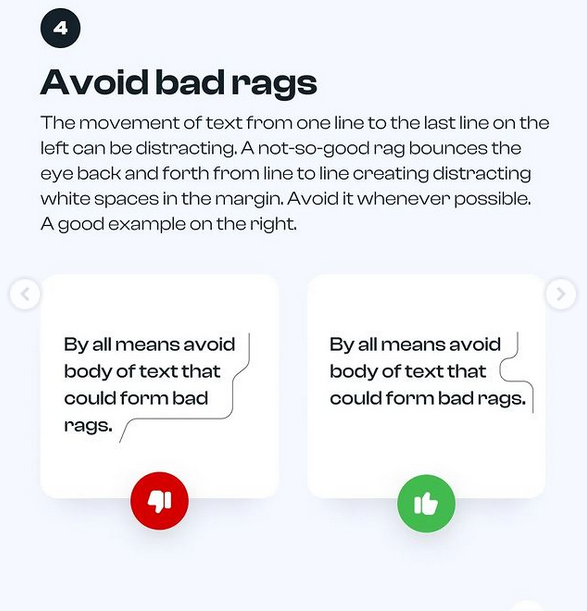 4
Avoid bad rags
The movement of text from one line to the last line on the
left can be distracting. A not-so-good rag bounces the
eye back and forth from line to line creating distracting
white spaces in the margin. Avoid it whenever possible.
A good example on the right.
By all means avoid
body of text that
could form bad
rags.
By all means avoid
body of text that
could form bad rags.